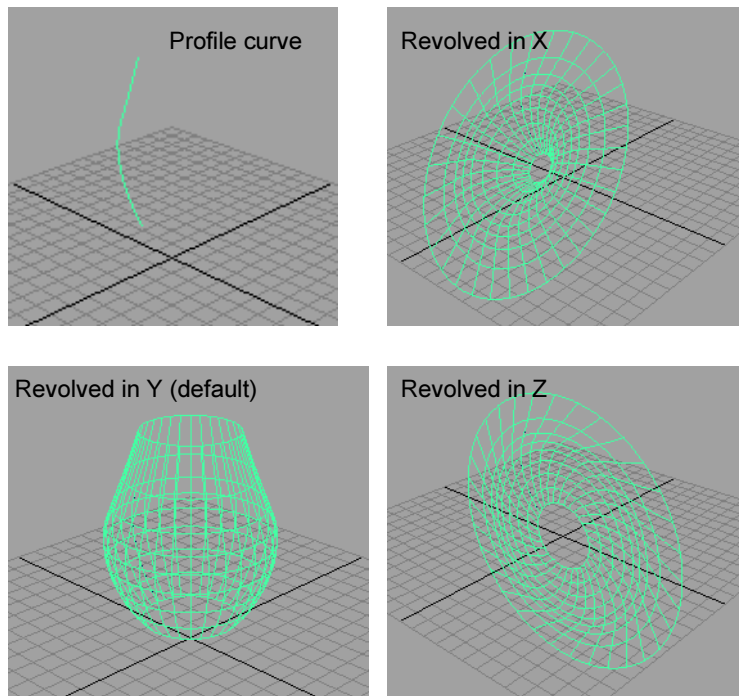 Profile curve
Revolved in X
Revolved in Y (default)
Revolved in Z